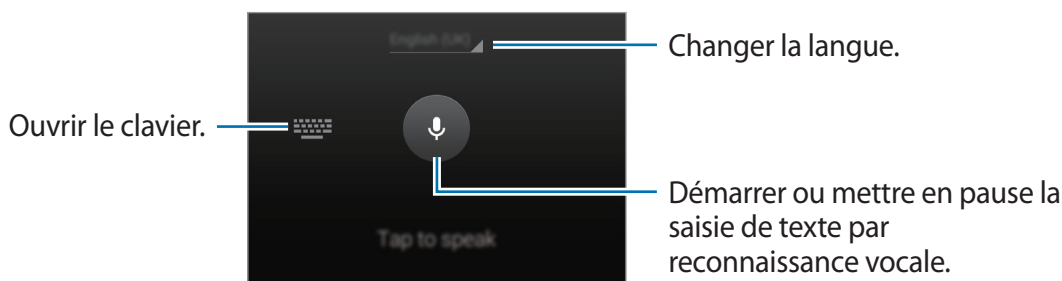 English (UK)
Changer la langue.
Ouvrir le clavier.
Démarrer ou mettre en pause la
saisie de texte par
reconnaissance vocale.
Tap to speak